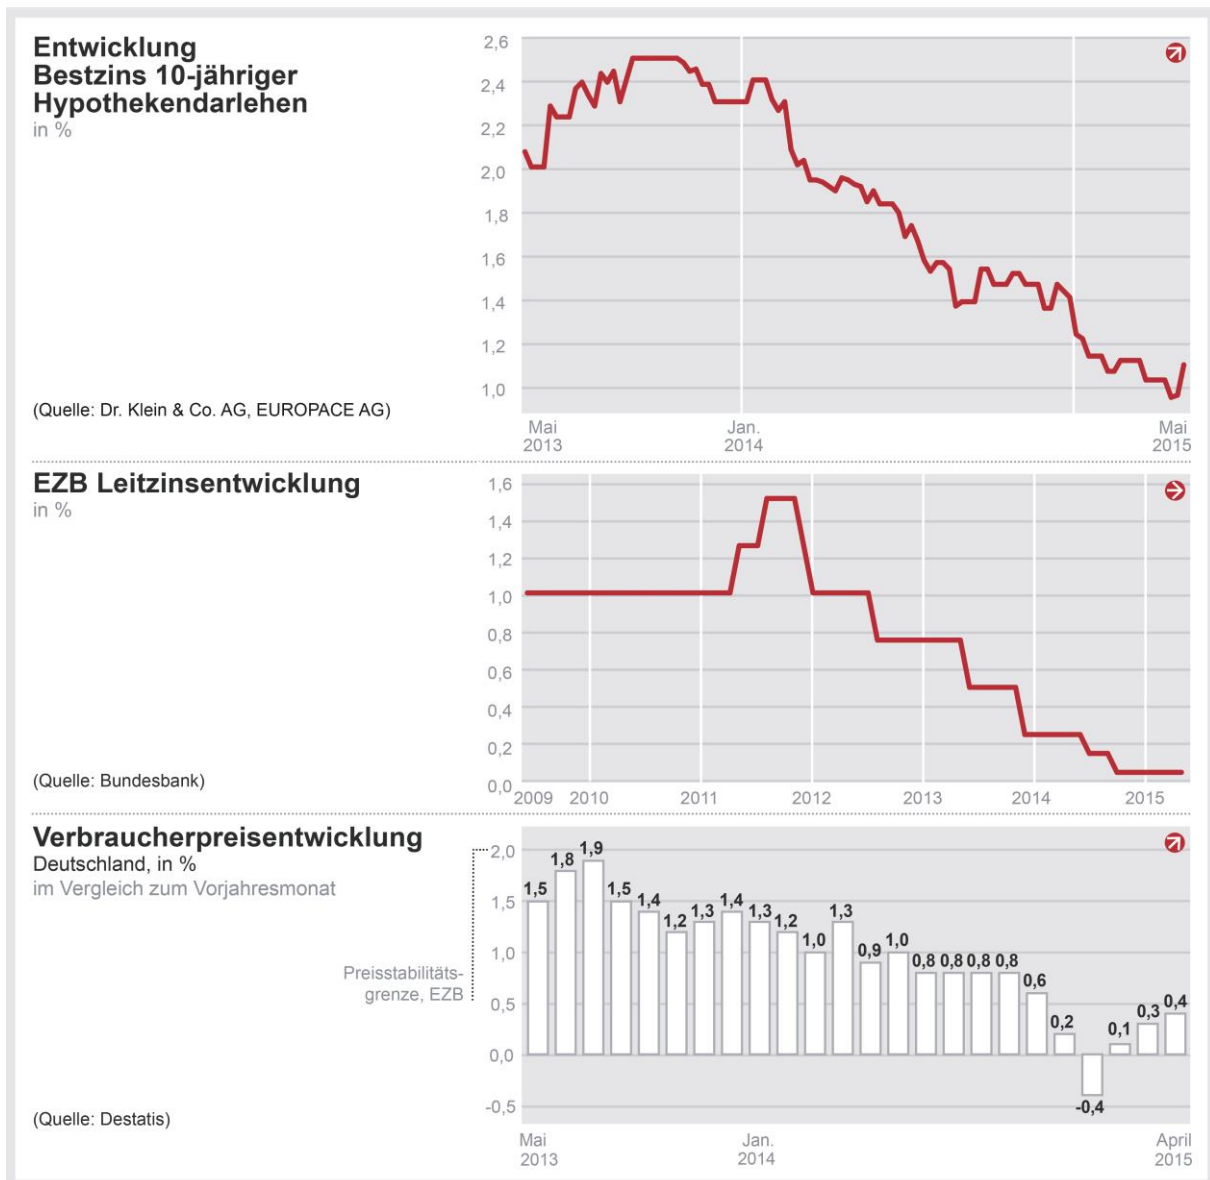 Entwicklung
Bestzins 10-jähriger
Hypothekendarlehen
in %
(Quelle: Dr. Klein & Co. AG, EUROPACE AG)
2,6
2,4
2,2
2,0
1,8
1,6
1,4
1,2
1,0
Mai
2013
Jan.
2014
Mai
2015
EZB Leitzinsentwicklung
in %
(Quelle: Bundesbank)
1,6
1,4
1,2
1,0
0,8
0,6
0,4
0,2
0,0
2009 2010 2011 2012 2013 2014 2015
Verbraucherpreisentwicklung
Deutschland, in %
im Vergleich zum Vorjahresmonat
Preisstabilitäts-
grenze, EZB
(Quelle: Destatis)
2,0
1,5
1,0
0,5
0,0
-0,5
1,5 1,8 1,9 1,5 1,4 1,2 1,3 1,4 1,3 1,2 1,0 1,3 0,9 1,0 0,8 0,8 0,8 0,8 0,6 0,2 -0,4 0,1 0,3 0,4
Mai
2013
Jan.
2014
April
2015